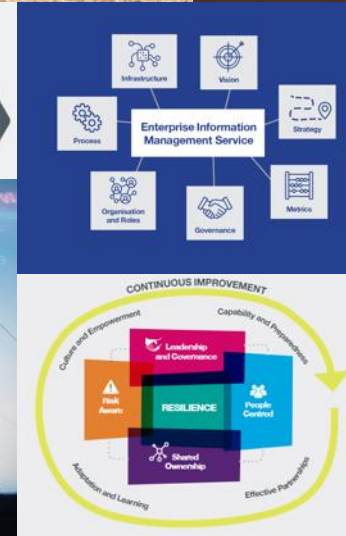 Infrastructure
Vision
Process
Enterprise Information
Management Service
Strategy
Organisation
and Roles
Governance
Metrics
CONTINUOUS IMPROVEMENT
Culture and Empowerment
Capability and Preparedness
Leadership
and Governance
Risk
Aware
RESILIENCE
People
Centred
Shared
Ownership
Adaptation and Learning
Effective Partnerships